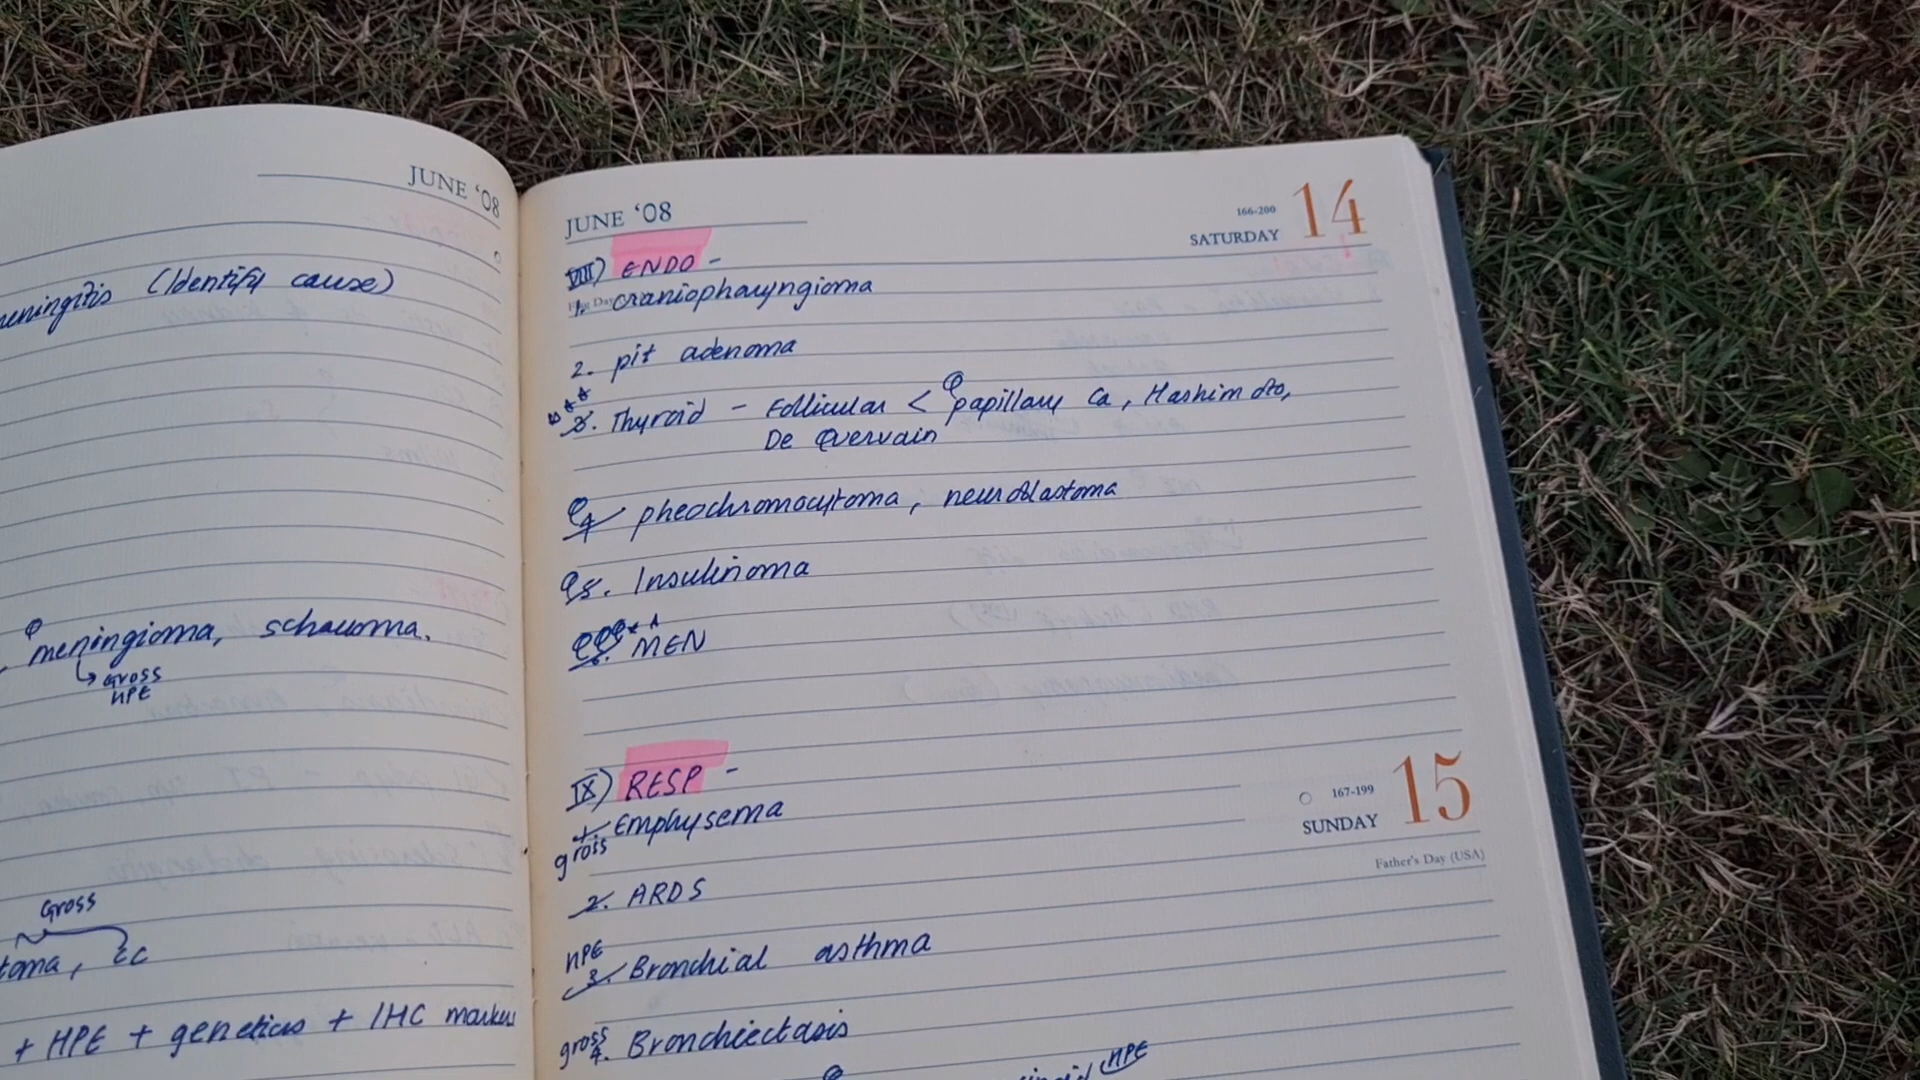 JUNE '08
meningitis (Identify cause)
meningioma, schauoma.
Gross
HPE
Gross
toma, EC
+ HPE + genetics + IHC markers
JUNE '08
166-200
14
SATURDAY
VIII) ENDO -
1. craniopharyngioma
2. pit adenoma
3. Thyroid - Follicular < papillary Ca, Hashimoto,
De Quervain
4. pheochromocytoma, neuroblastoma
5. Insulinoma
6. MEN
IX) RESP -
1. Emphysema
gross
2. ARDS
HPE
3. Bronchial asthma
gross
4. Bronchiectasis
HPE
167-199
15
SUNDAY
Father's Day (USA)